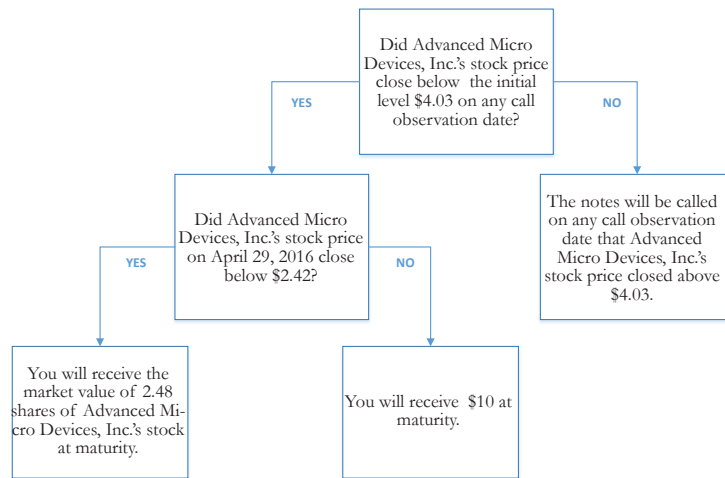 Did Advanced Micro
Devices, Inc.'s stock price
close below the initial
level $4.03 on any call
observation date?
YES
NO
Did Advanced Micro
Devices, Inc.'s stock price
on April 29, 2016 close
below $2.42?
The notes will be called
on any call observation
date that Advanced
Micro Devices, Inc.'s
stock price closed above
$4.03.
YES
NO
You will receive the
market value of 2.48
shares of Advanced Mi-
cro Devices, Inc.'s stock
at maturity.
You will receive $10 at
maturity.